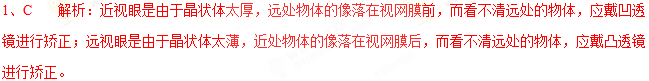 1、C 解析：近视眼是由于晶状体太厚，远处物体的像落在视网膜前，而看不清远处的物体，应戴凹透
镜进行矫正；远视眼是由于晶状体太薄，近处物体的像落在视网膜后，而看不清远处的物体，应戴凸透镜
进行矫正。